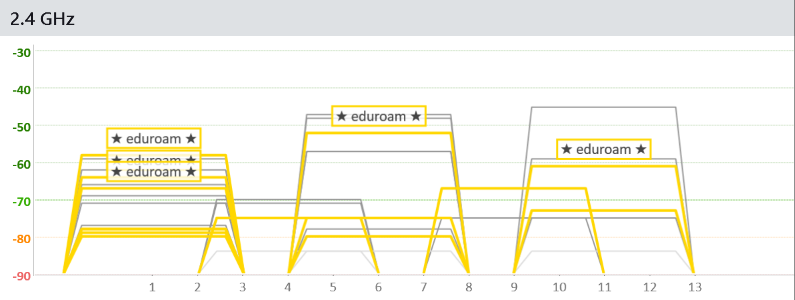 2.4 GHz
-30
-40
-50
★ eduroam ★
★ eduroam ★
★ eduroam ★
★ eduroam ★
-60
★ eduroam ★
-70
-80
-90
1 2 3 4 5 6 7 8 9 10 11 12 13